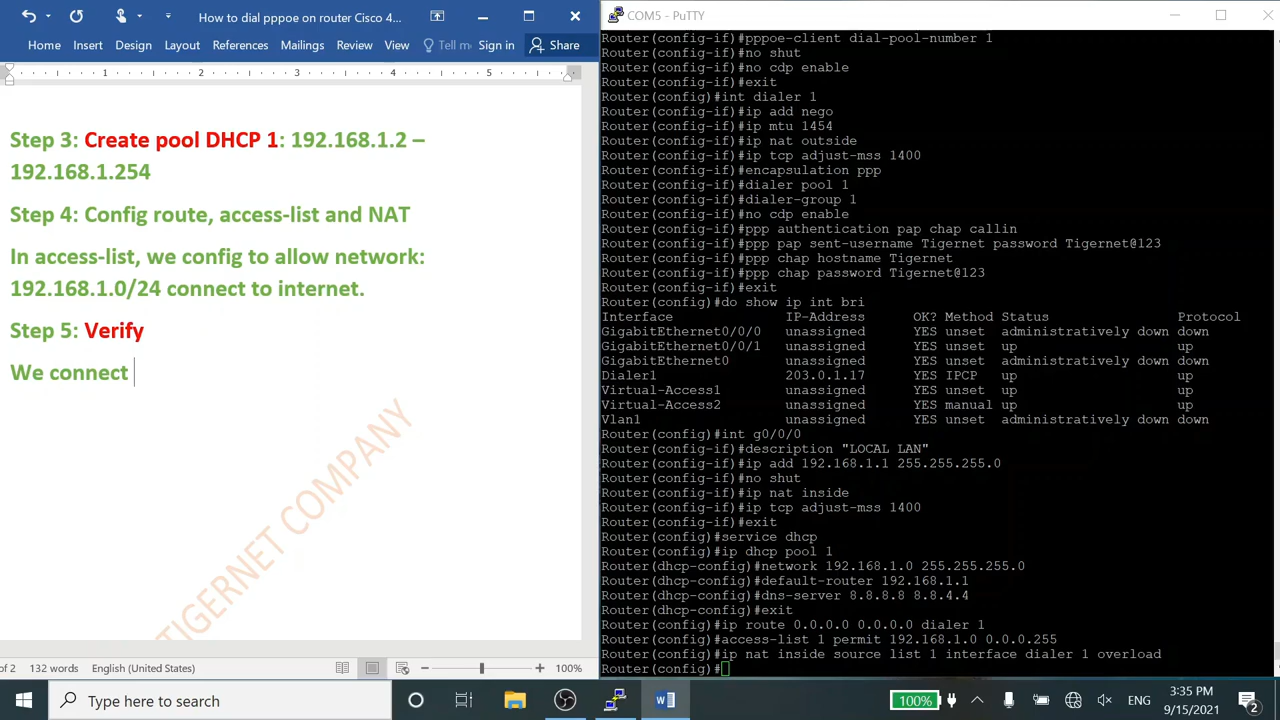 How to dial pppoe on router Cisco 4...
Home Insert Design Layout References Mailings Review View Tell me Sign in Share
1 2 3 4 5
Step 3: Create pool DHCP 1: 192.168.1.2 –
192.168.1.254
Step 4: Config route, access-list and NAT
In access-list, we config to allow network:
192.168.1.0/24 connect to internet.
Step 5: Verify
We connect
TIGERNET COMPANY
of 2 132 words English (United States) 100%
COM5 - PuTTY
Router(config-if)#pppoe-client dial-pool-number 1
Router(config-if)#no shut
Router(config-if)#no cdp enable
Router(config-if)#exit
Router(config)#int dialer 1
Router(config-if)#ip add nego
Router(config-if)#ip mtu 1454
Router(config-if)#ip nat outside
Router(config-if)#ip tcp adjust-mss 1400
Router(config-if)#encapsulation ppp
Router(config-if)#dialer pool 1
Router(config-if)#dialer-group 1
Router(config-if)#no cdp enable
Router(config-if)#ppp authentication pap chap callin
Router(config-if)#ppp pap sent-username Tigernet password Tigernet@123
Router(config-if)#ppp chap hostname Tigernet
Router(config-if)#ppp chap password Tigernet@123
Router(config-if)#exit
Router(config)#do show ip int bri
Interface IP-Address OK? Method Status Protocol
GigabitEthernet0/0/0 unassigned YES unset administratively down down
GigabitEthernet0/0/1 unassigned YES unset up up
GigabitEthernet0 unassigned YES unset administratively down down
Dialer1 203.0.1.17 YES IPCP up up
Virtual-Access1 unassigned YES unset up up
Virtual-Access2 unassigned YES manual up up
Vlan1 unassigned YES unset administratively down down
Router(config)#int g0/0/0
Router(config-if)#description "LOCAL LAN"
Router(config-if)#ip add 192.168.1.1 255.255.255.0
Router(config-if)#no shut
Router(config-if)#ip nat inside
Router(config-if)#ip tcp adjust-mss 1400
Router(config-if)#exit
Router(config)#service dhcp
Router(config)#ip dhcp pool 1
Router(dhcp-config)#network 192.168.1.0 255.255.255.0
Router(dhcp-config)#default-router 192.168.1.1
Router(dhcp-config)#dns-server 8.8.8.8 8.8.4.4
Router(dhcp-config)#exit
Router(config)#ip route 0.0.0.0 0.0.0.0 dialer 1
Router(config)#access-list 1 permit 192.168.1.0 0.0.0.255
Router(config)#ip nat inside source list 1 interface dialer 1 overload
Router(config)#
Type here to search
100% ENG 3:35 PM
9/15/2021 2